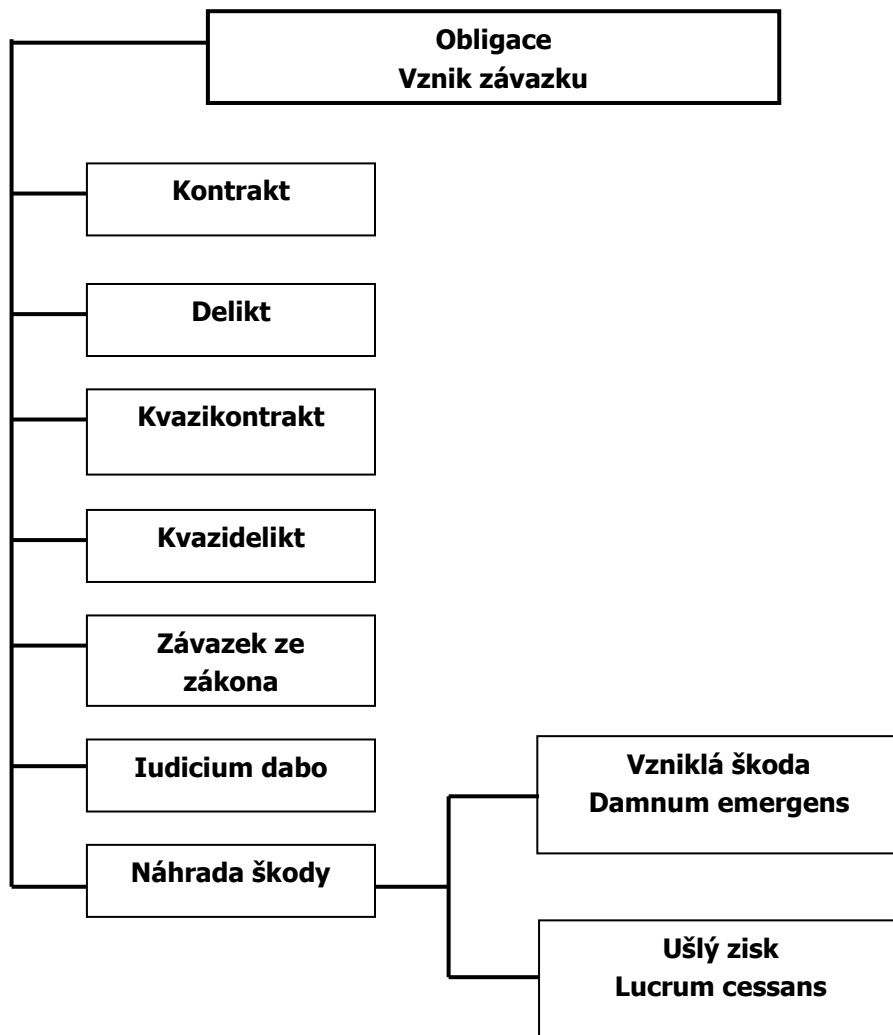 Obligace
Vznik závazku
Kontrakt
Delikt
Kvazikontrakt
Kvazidelikt
Závazek ze
zákona
Iudicium dabo
Náhrada škody
Vzniklá škoda
Damnum emergens
Ušlý zisk
Lucrum cessans